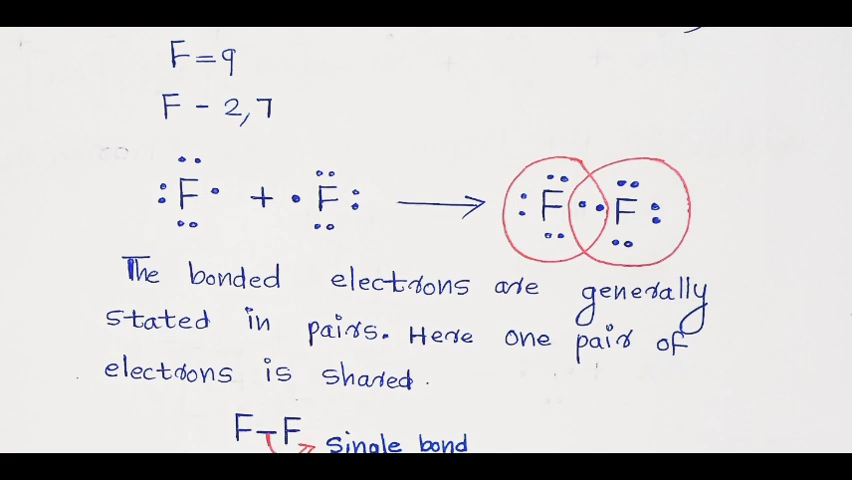 F = 9
F - 2,7
F + F → F F
The bonded electrons are generally
stated in pairs. Here one pair of
electrons is shared.
F-F single bond